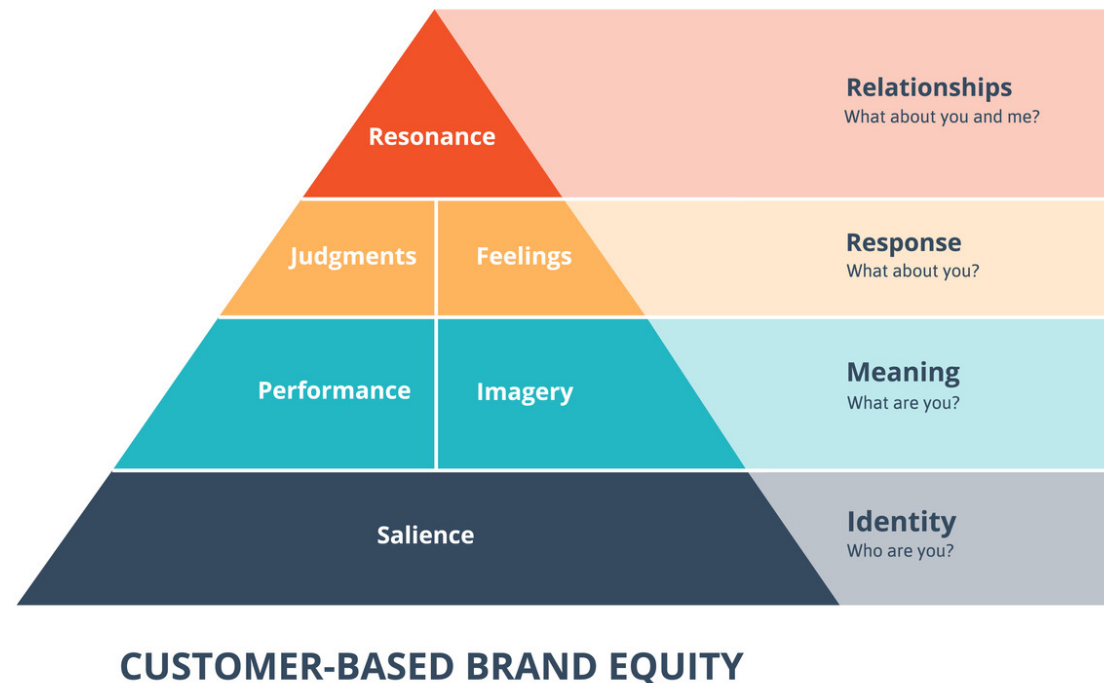 Resonance
Relationships
What about you and me?
Judgments
Feelings
Response
What about you?
Performance
Imagery
Meaning
What are you?
Salience
Identity
Who are you?
CUSTOMER-BASED BRAND EQUITY